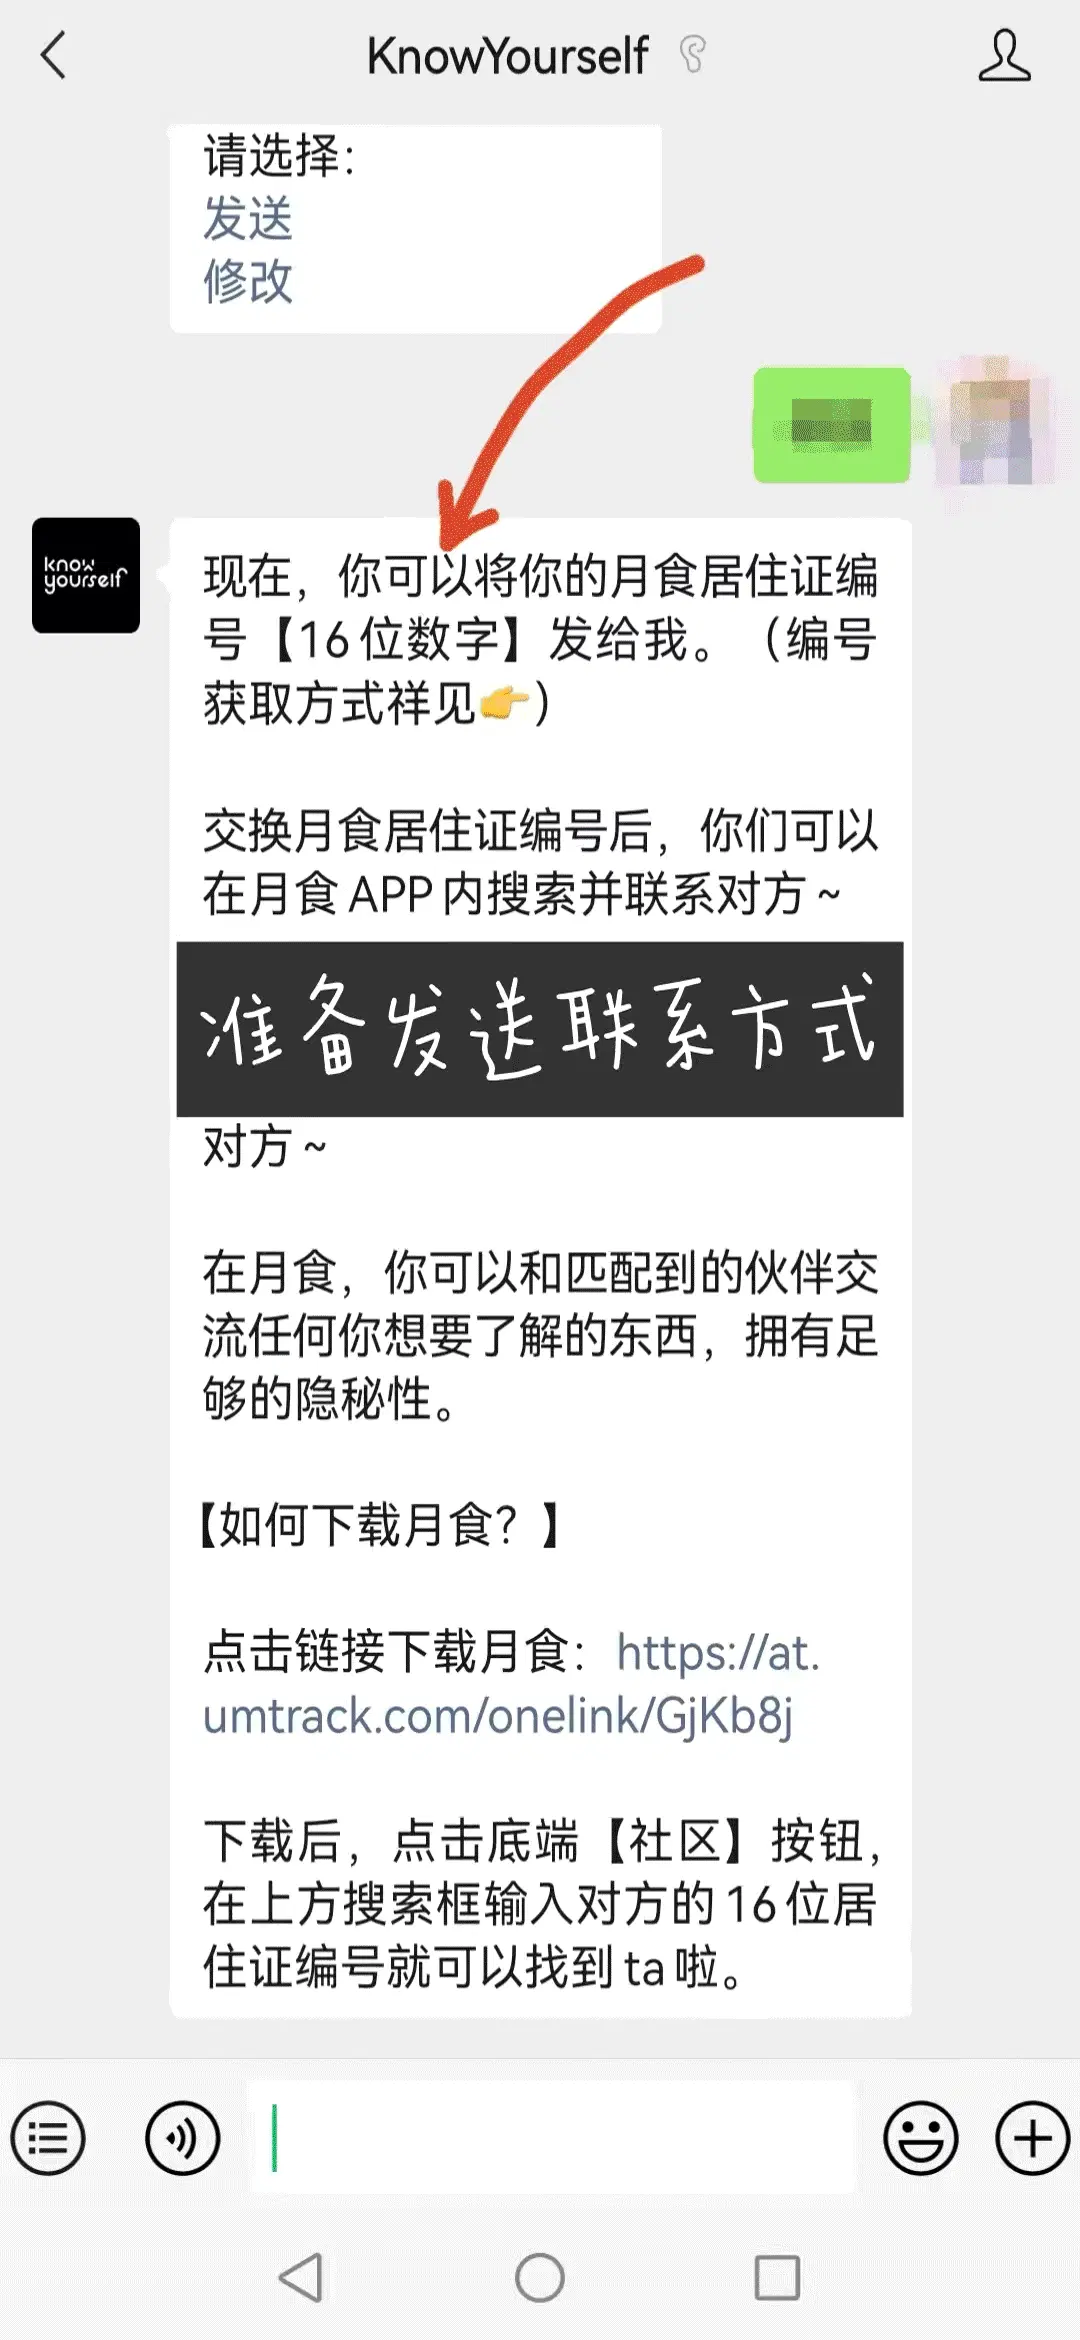 KnowYourself
请选择：
发送
修改
know
yourself
现在，你可以将你的月食居住证编
号【16位数字】发给我。（编号
获取方式祥见👉）
交换月食居住证编号后，你们可以
在月食APP内搜索并联系对方~
准备发送联系方式
对方~
在月食，你可以和匹配到的伙伴交
流任何你想要了解的东西，拥有足
够的隐秘性。
【如何下载月食？】
点击链接下载月食：https://at.
umtrack.com/onelink/GjKb8j
下载后，点击底端【社区】按钮，
在上方搜索框输入对方的16位居
住证编号就可以找到ta啦。